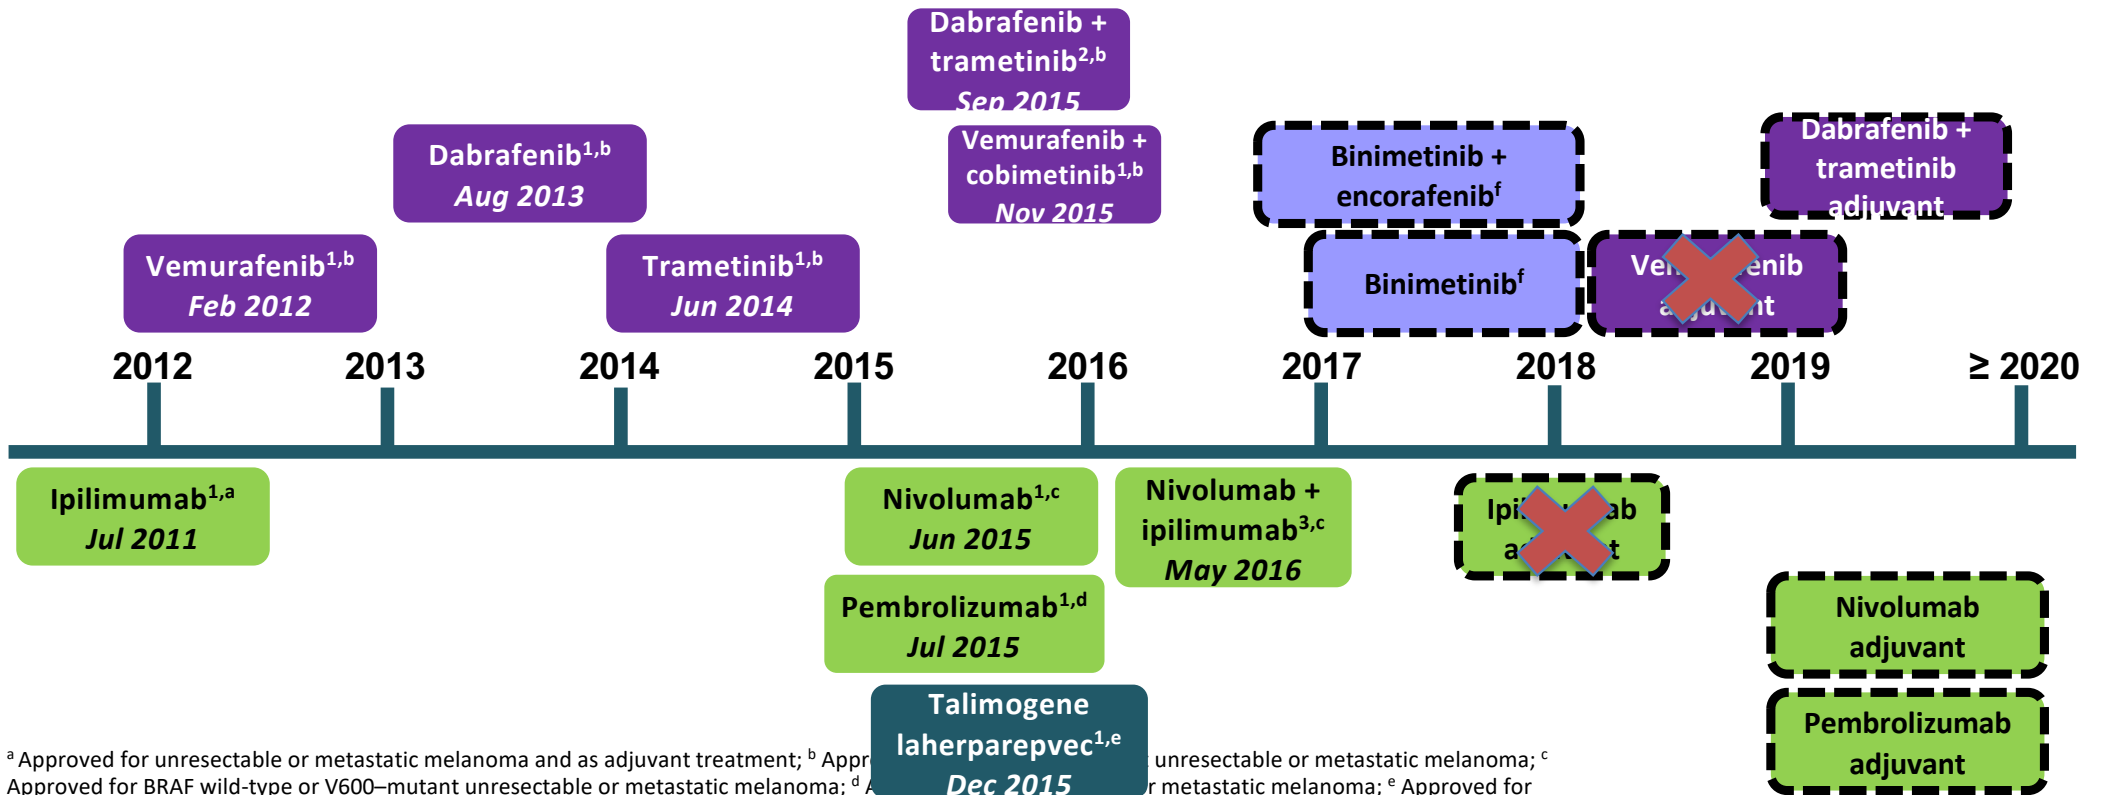 Dabrafenib +
trametinib2,b
Sep 2015
Vemurafenib +
cobimetinib1,b
Nov 2015
Dabrafenib1,b
Aug 2013
Vemurafenib1,b
Feb 2012
Trametinib1,b
Jun 2014
Binimetinib +
encorafenibf
Binimetinibf
Dabrafenib +
trametinib
adjuvant
2012 2013 2014 2015 2016 2017 2018 2019 ≥ 2020
Ipilimumab1,a
Jul 2011
Nivolumab1,c
Jun 2015
Nivolumab +
ipilimumab3,c
May 2016
Pembrolizumab1,d
Jul 2015
Talimogene
laherparepvec1,e
Dec 2015
Nivolumab
adjuvant
Pembrolizumab
adjuvant
a Approved for unresectable or metastatic melanoma and as adjuvant treatment; b unresectable or metastatic melanoma; c
Approved for BRAF wild-type or V600–mutant unresectable or metastatic melanoma; d metastatic melanoma; e Approved for